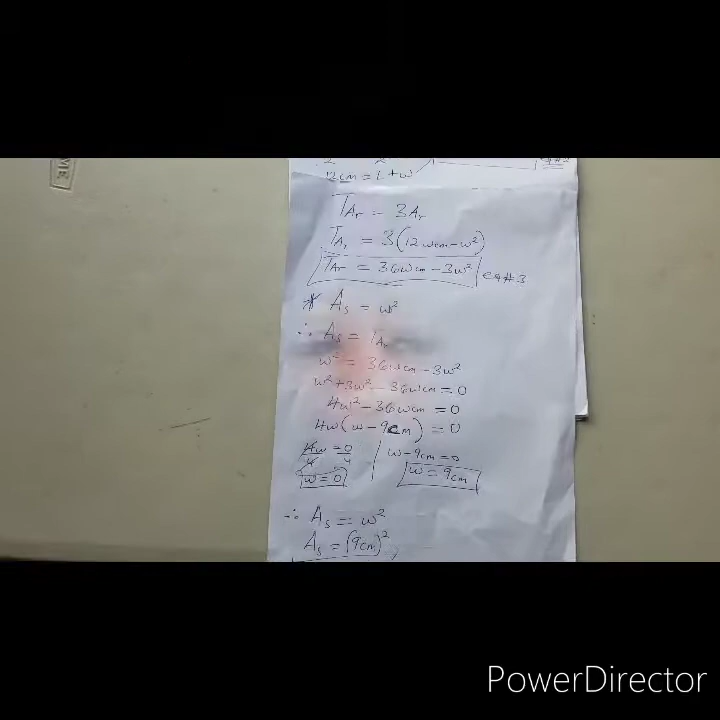 12cm = L + w
TAr = 3Ar
TAr = 3(12wcm - w²)
TAr = 36wcm - 3w² eq#3
* As = w²
∴ As = TAr
w² = 36wcm - 3w²
w² + 3w² - 36wcm = 0
4w² - 36wcm = 0
4w(w - 9cm) = 0
4w/4 = 0/4 w - 9cm = 0
w = 0 w = 9cm
∴ As = w²
As = (9cm)²
PowerDirector